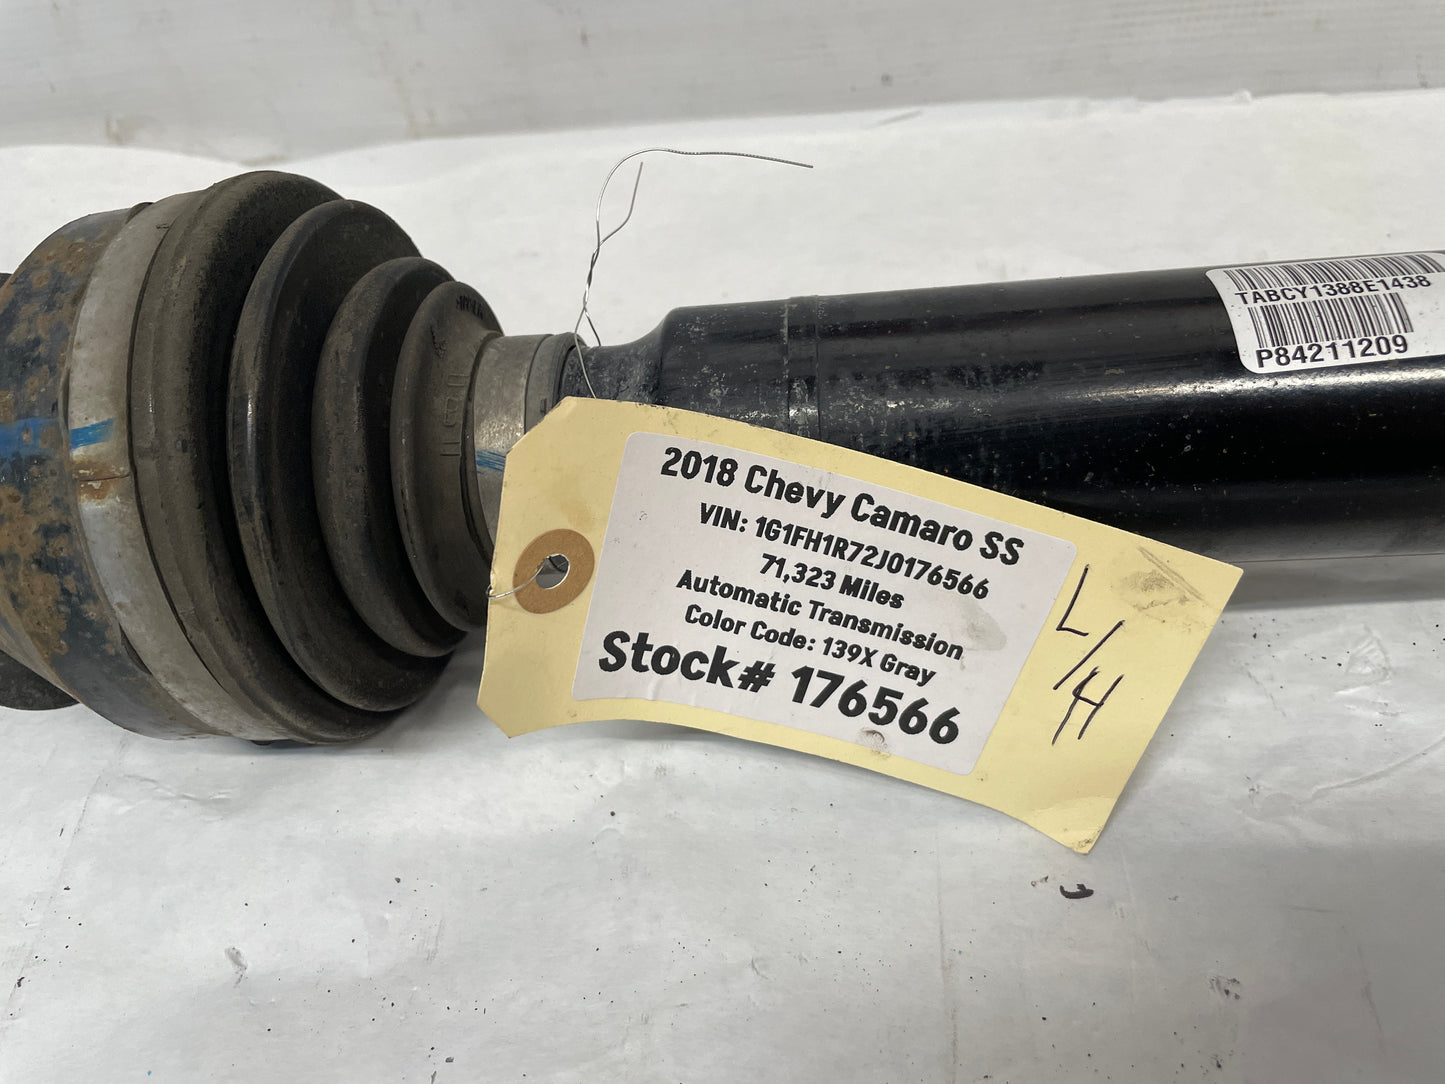 TABCY1388E1438
P84211209
2018 Chevy Camaro SS
VIN: 1G1FH1R72J0176566
71,323 Miles
Automatic Transmission
Color Code: 139X Gray
Stock# 176566
L/H